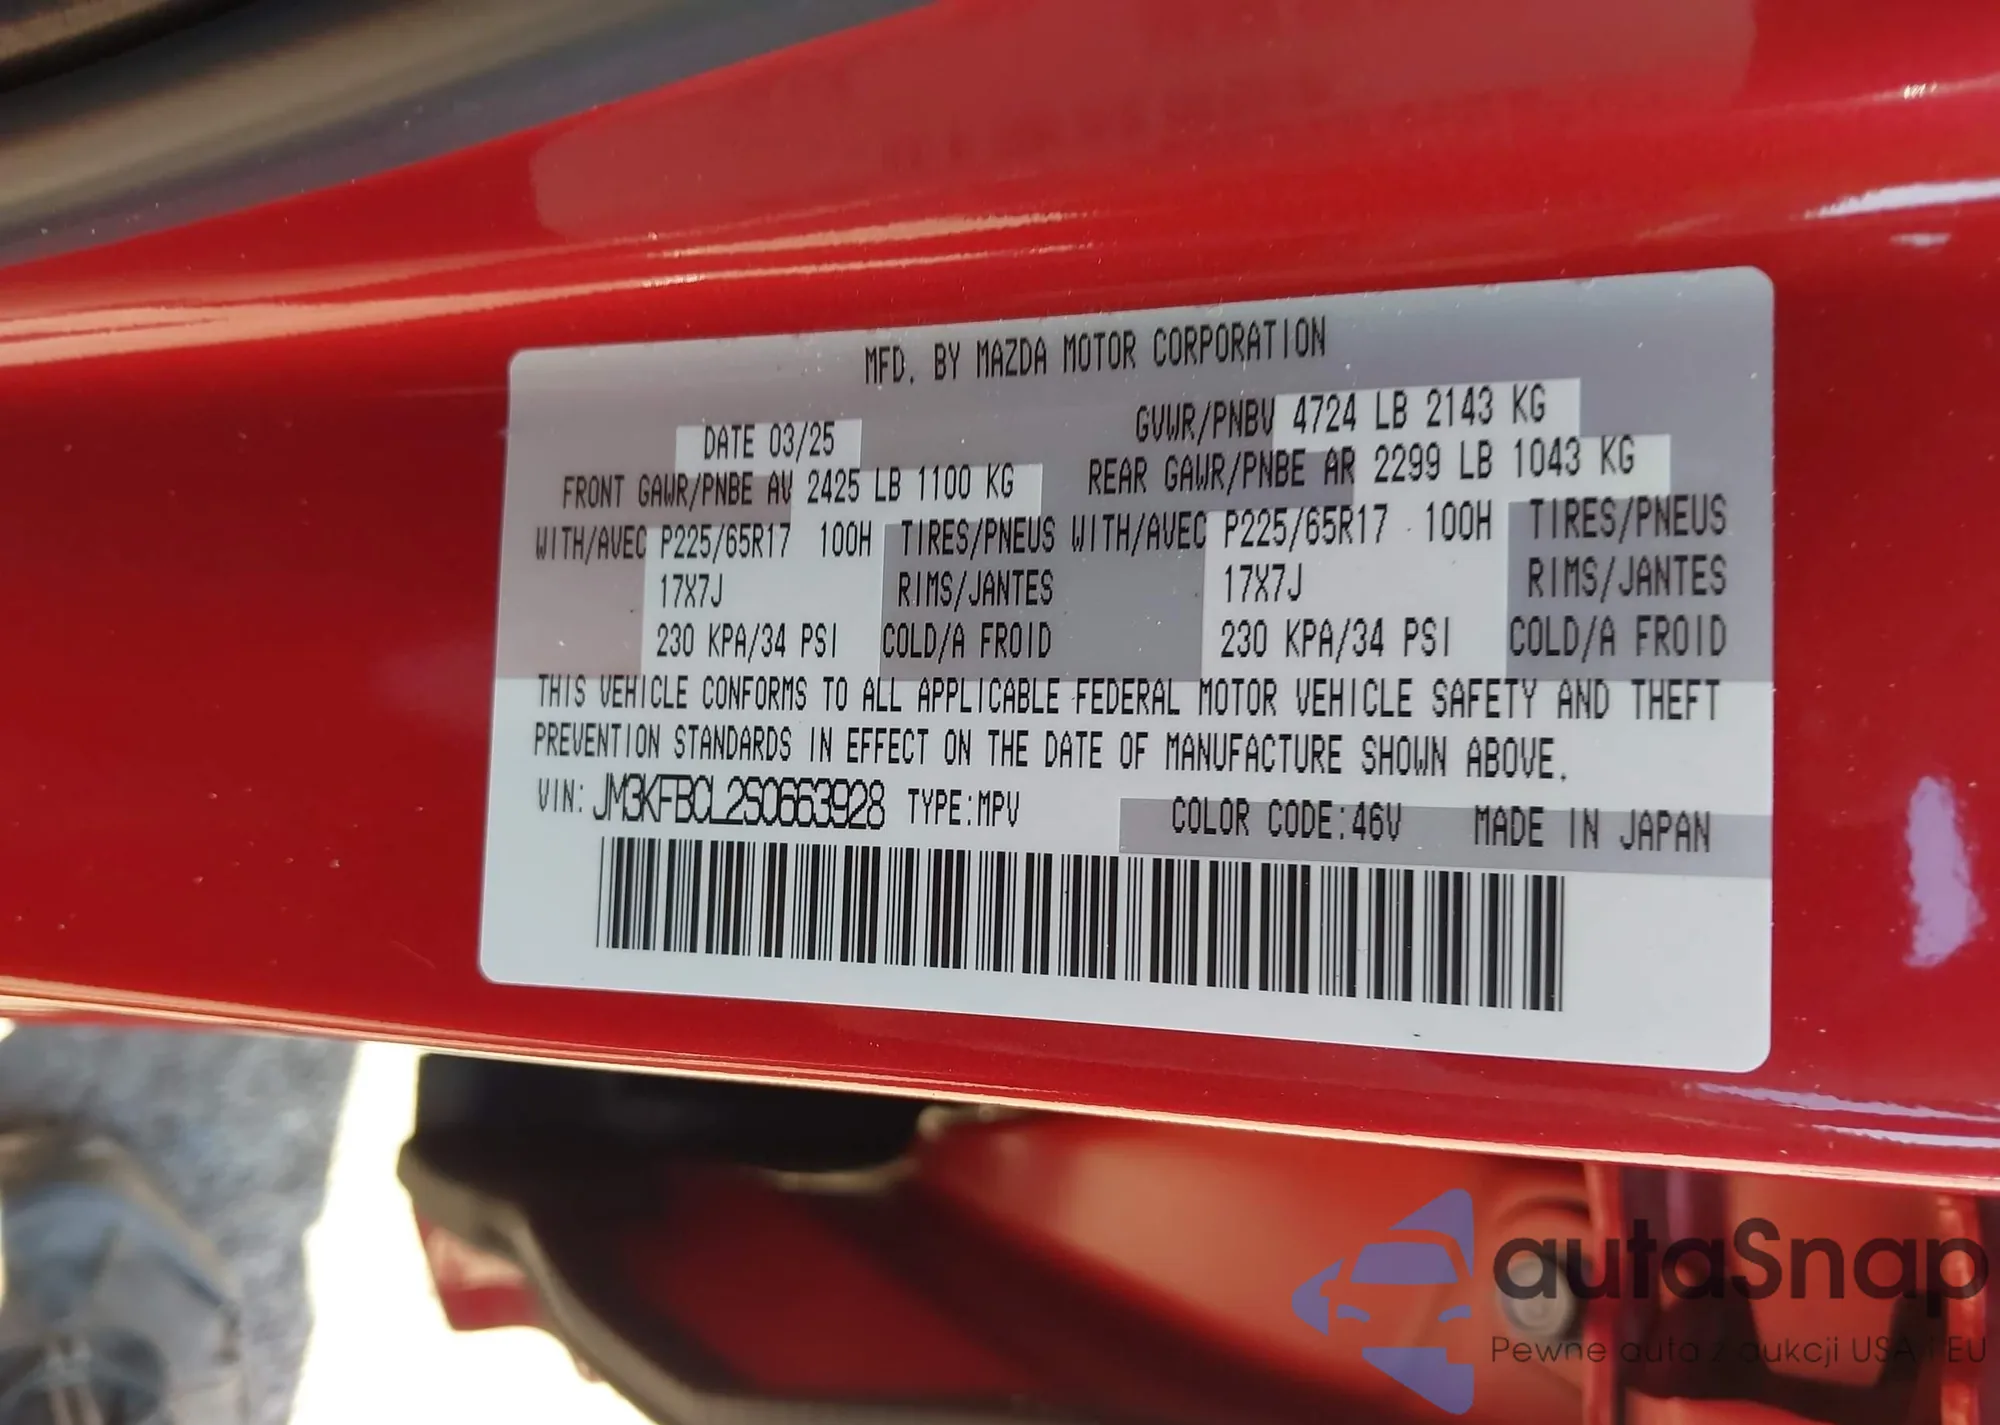 MFD. BY MAZDA MOTOR CORPORATION
DATE 03/25 GVWR/PNBV 4724 LB 2143 KG
FRONT GAWR/PNBE AV 2425 LB 1100 KG REAR GAWR/PNBE AR 2299 LB 1043 KG
WITH/AVEC P225/65R17 100H TIRES/PNEUS WITH/AVEC P225/65R17 100H TIRES/PNEUS
17X7J RIMS/JANTES 17X7J RIMS/JANTES
230 KPA/34 PSI COLD/A FROID 230 KPA/34 PSI COLD/A FROID
THIS VEHICLE CONFORMS TO ALL APPLICABLE FEDERAL MOTOR VEHICLE SAFETY AND THEFT
PREVENTION STANDARDS IN EFFECT ON THE DATE OF MANUFACTURE SHOWN ABOVE.
VIN: JM3KFBCL2S0663928 TYPE:MPV COLOR CODE:46V MADE IN JAPAN
autaSnap
Pewne auta z aukcji USA i EU